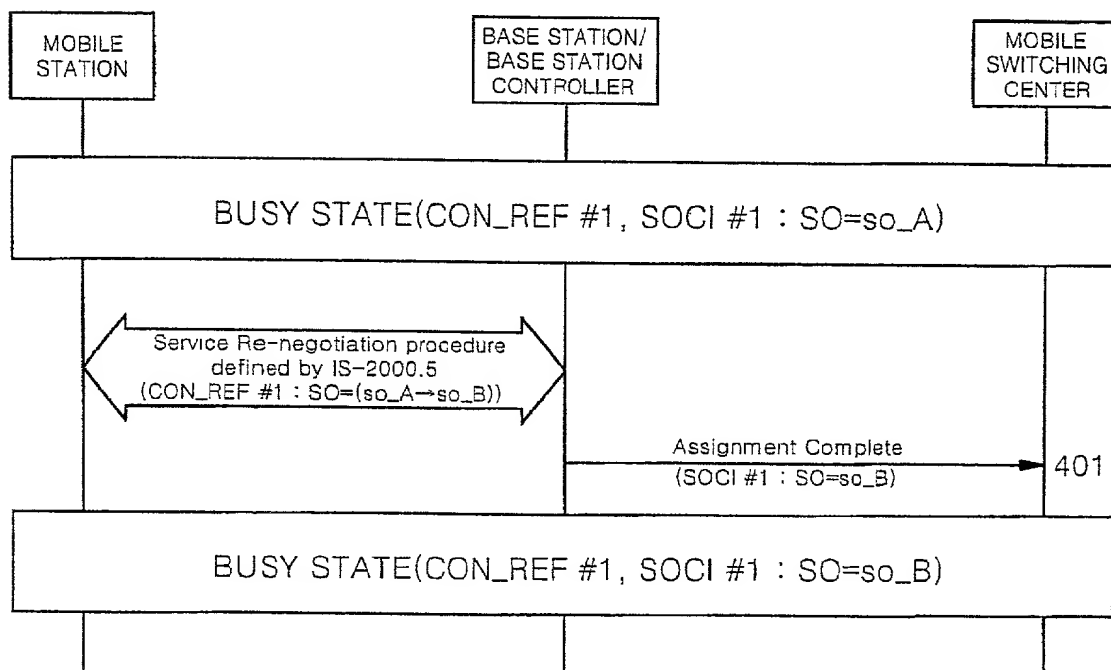 MOBILE
STATION
BASE STATION/
BASE STATION
CONTROLLER
MOBILE
SWITCHING
CENTER
BUSY STATE(CON_REF #1, SOCI #1 : SO=so_A)
Service Re-negotiation procedure
defined by IS-2000.5
(CON_REF #1 : SO=(so_A→so_B))
Assignment Complete
(SOCI #1 : SO=so_B)
401
BUSY STATE(CON_REF #1, SOCI #1 : SO=so_B)